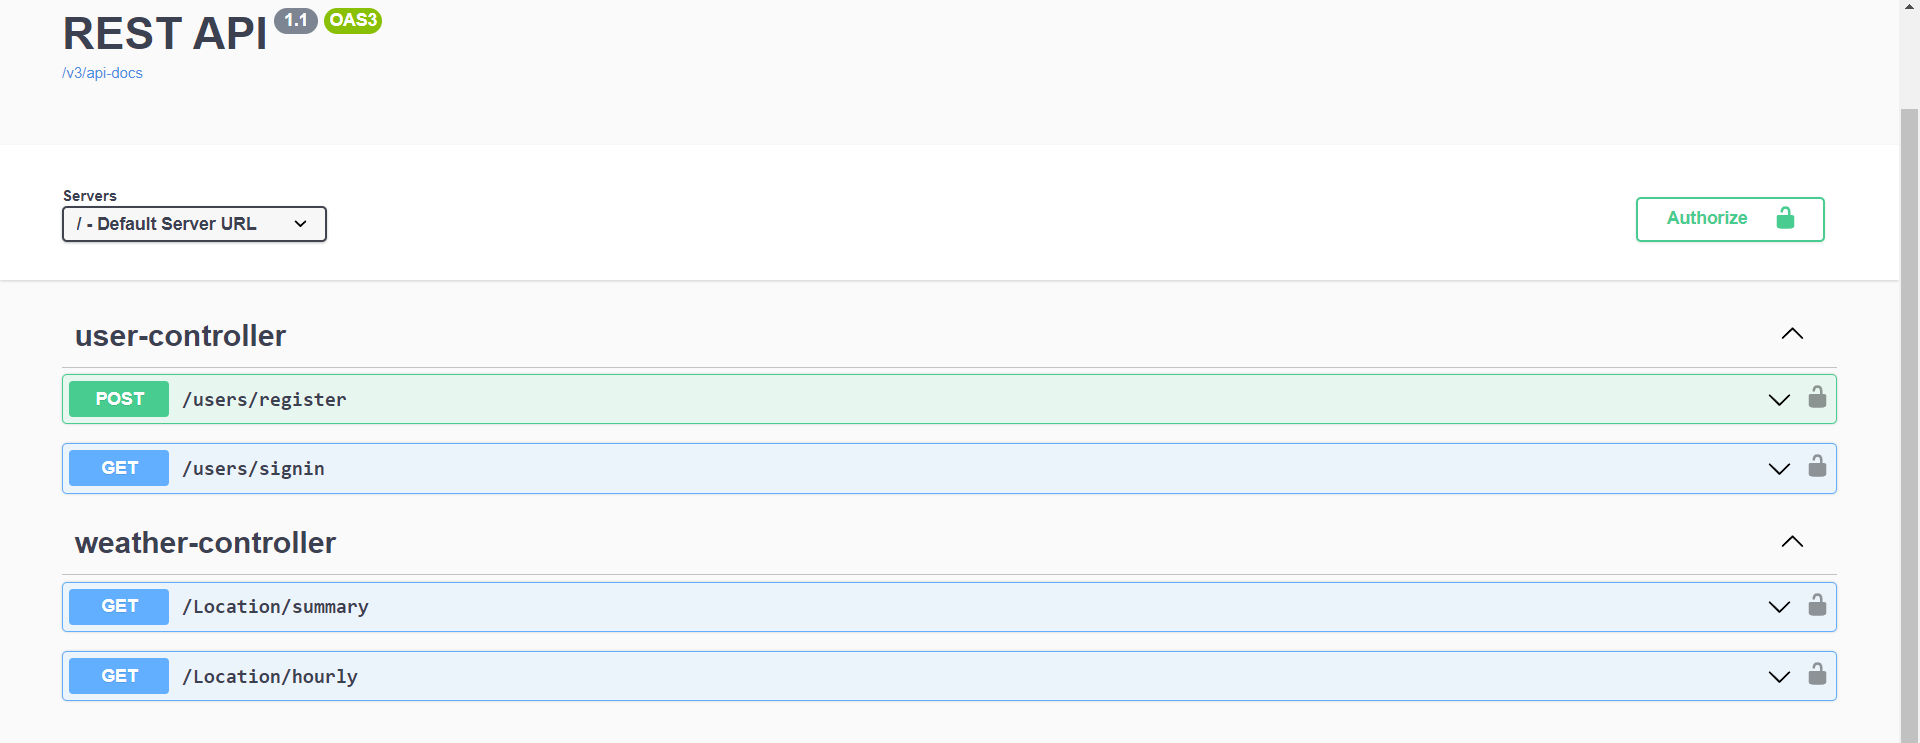 REST API 1.1 OAS3
/v3/api-docs
Servers
/ - Default Server URL
Authorize
user-controller
POST /users/register
GET /users/signin
weather-controller
GET /Location/summary
GET /Location/hourly